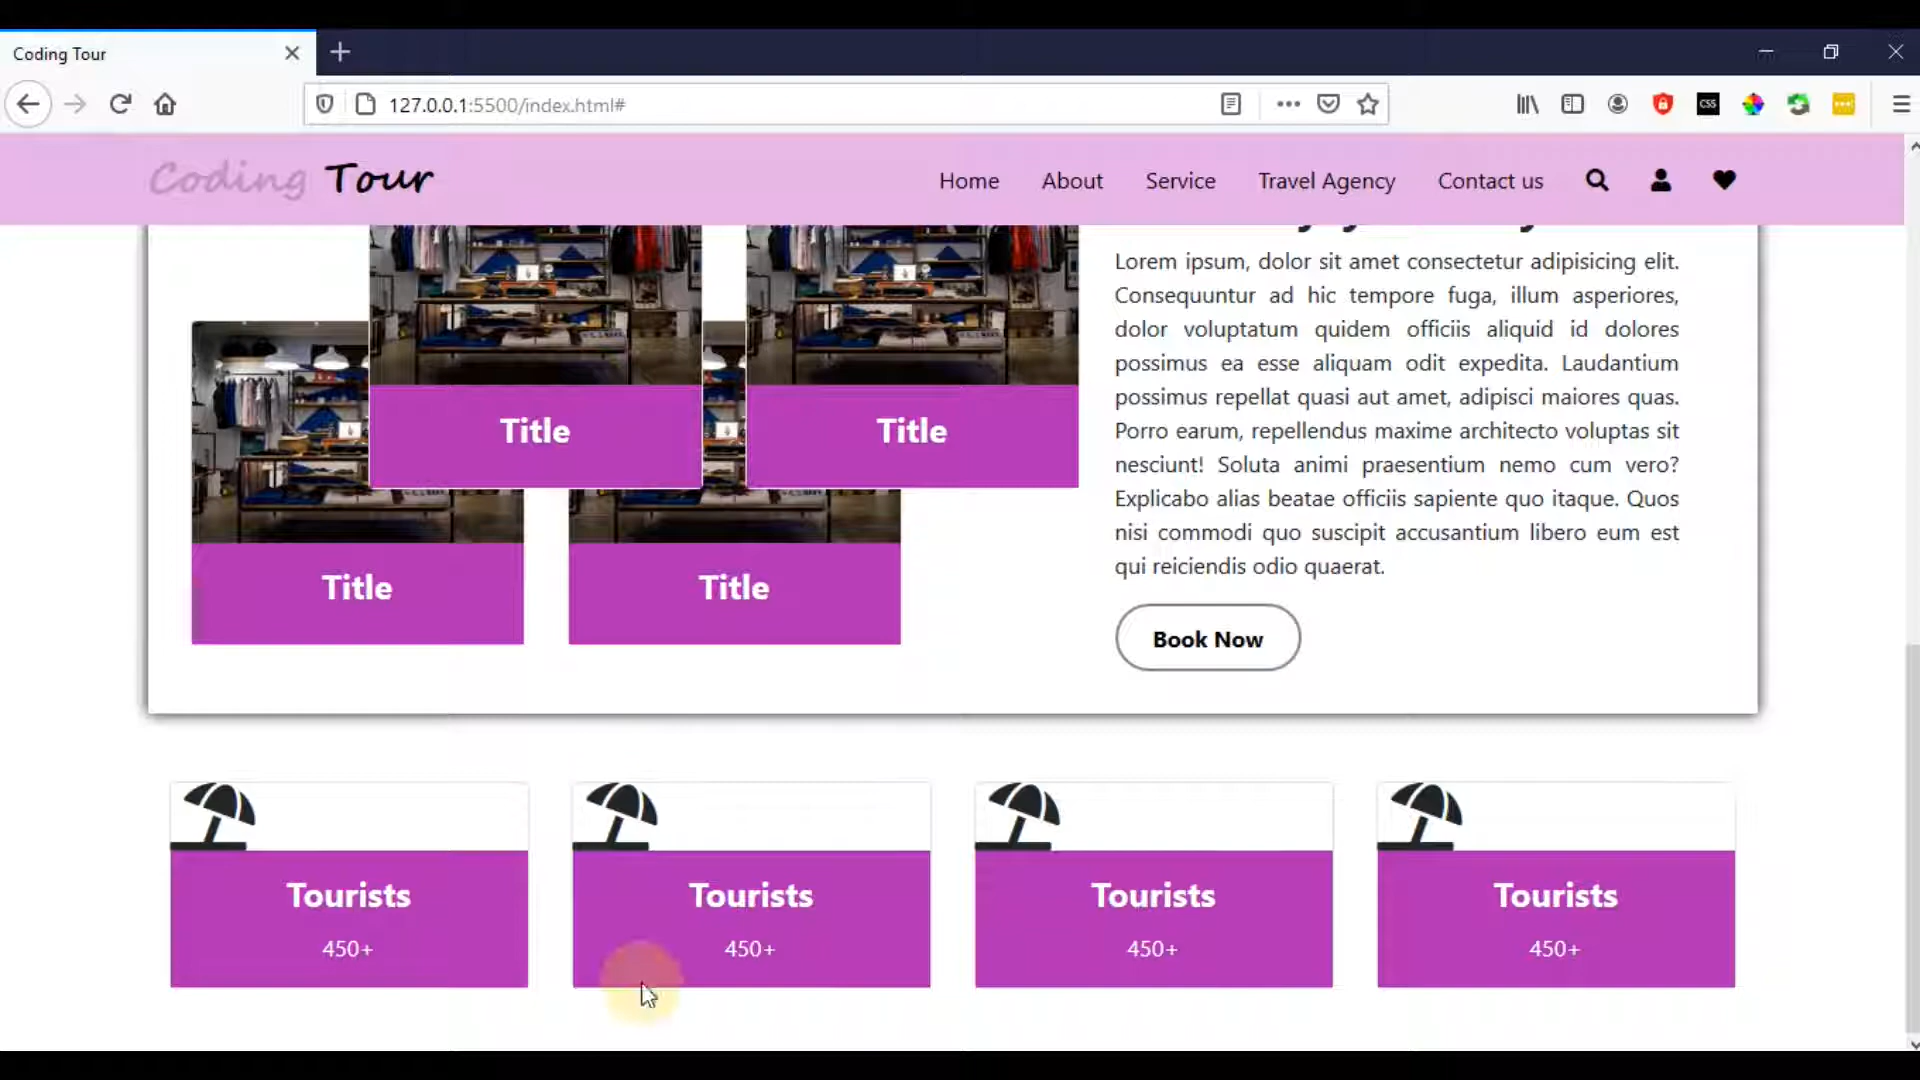 Coding Tour
127.0.0.1:5500/index.html#
CSS
Coding Tour
Home About Service Travel Agency Contact us
Lorem ipsum, dolor sit amet consectetur adipisicing elit.
Consequuntur ad hic tempore fuga, illum asperiores,
dolor voluptatum quidem officiis aliquid id dolores
possimus ea esse aliquam odit expedita. Laudantium
possimus repellat quasi aut amet, adipisci maiores quas.
Porro earum, repellendus maxime architecto voluptas sit
nesciunt! Soluta animi praesentium nemo cum vero?
Explicabo alias beatae officiis sapiente quo itaque. Quos
nisi commodi quo suscipit accusantium libero eum est
qui reiciendis odio quaerat.
Title
Title
Title
Title
Book Now
Tourists
450+
Tourists
450+
Tourists
450+
Tourists
450+